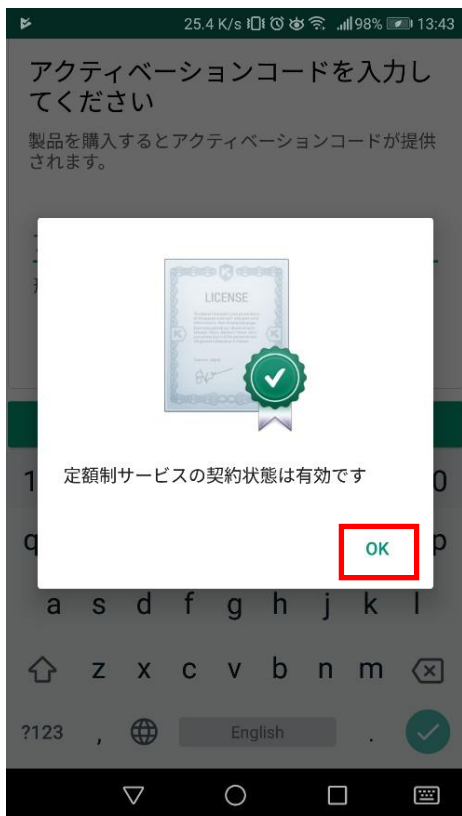 25.4 K/s 98% 13:43
アクティベーションコードを入力し
てください
製品を購入するとアクティベーションコードが提供
されます。
LICENSE
定額制サービスの契約状態は有効です
OK
1 0
q p
a s d f g h j k l
z x c v b n m
?123 , English .